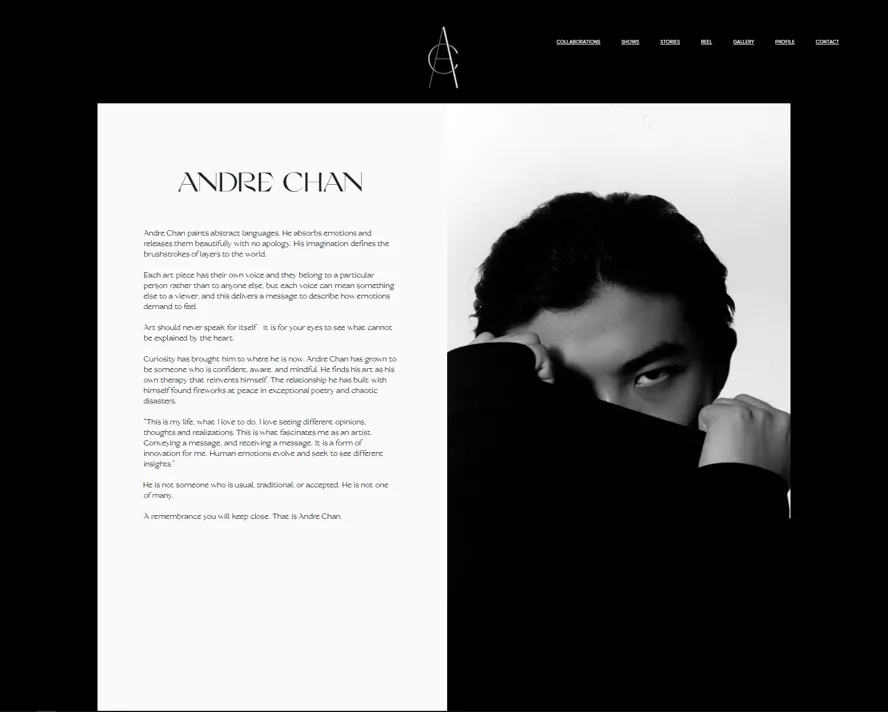 AC
COLLABORATIONS SHOWS STORIES REEL GALLERY PROFILE CONTACT
ANDRE CHAN
Andre Chan paints abstract languages. He absorbs emotions and
releases them beautifully with no apology. His imagination defines the
brushstrokes of layers to the world.
Each art piece has their own voice and they belong to a particular
person rather than to anyone else, but each voice can mean something
else to a viewer, and this delivers a message to describe how emotions
demand to feel.
Art should never speak for itself it is for your eyes to see what cannot
be explained by the heart.
Curiosity has brought him to where he is now. Andre Chan has grown to
be someone who is confident, aware, and mindful. He finds his art as his
own therapy that reinvents himself. The relationship he has built with
himself found fireworks at peace in exceptional poetry and chaotic
disasters.
"This is my life, what I love to do. I love seeing different opinions,
thoughts and realizations. This is what fascinates me as an artist.
Conveying a message, and receiving a message. It is a form of
innovation for me. Human emotions evolve and seek to see different
insights."
He is not someone who is usual, traditional, or accepted. He is not one
of many.
A remembrance you will keep close. That is Andre Chan.